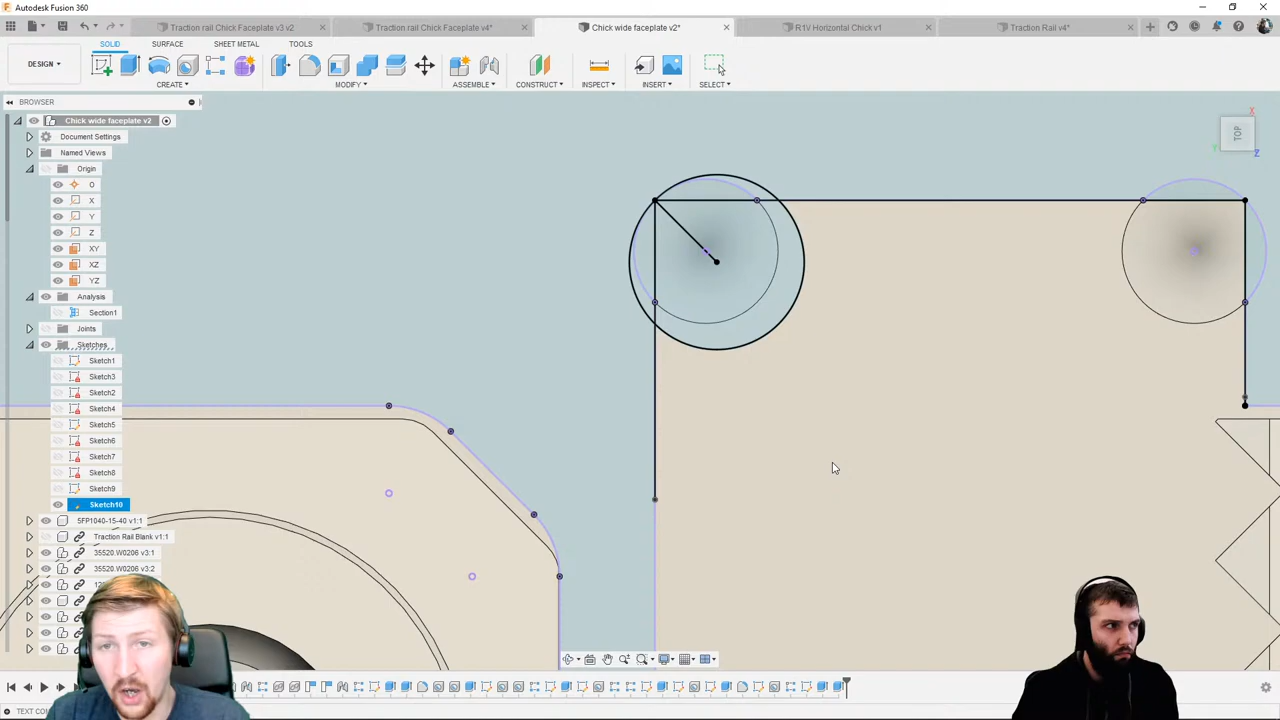 Autodesk Fusion 360
Traction rail Chick Faceplate v3 v2
Traction rail Chick Faceplate v4*
Chick wide faceplate v2*
R1V Horizontal Chick v1
Traction Rail v4*
SOLID
SURFACE
SHEET METAL
TOOLS
DESIGN
CREATE
MODIFY
ASSEMBLE
CONSTRUCT
INSPECT
INSERT
SELECT
BROWSER
Chick wide faceplate v2
Document Settings
Named Views
Origin
O
X
Y
Z
XY
XZ
YZ
Analysis
Section1
Joints
Sketches
Sketch1
Sketch3
Sketch2
Sketch4
Sketch5
Sketch6
Sketch7
Sketch8
Sketch9
Sketch10
5FP1040-15-40 v1:1
Traction Rail Blank v1:1
35520.W0206 v3:1
35520.W0206 v3:2
TOP
X
Y
Z
TEXT COM